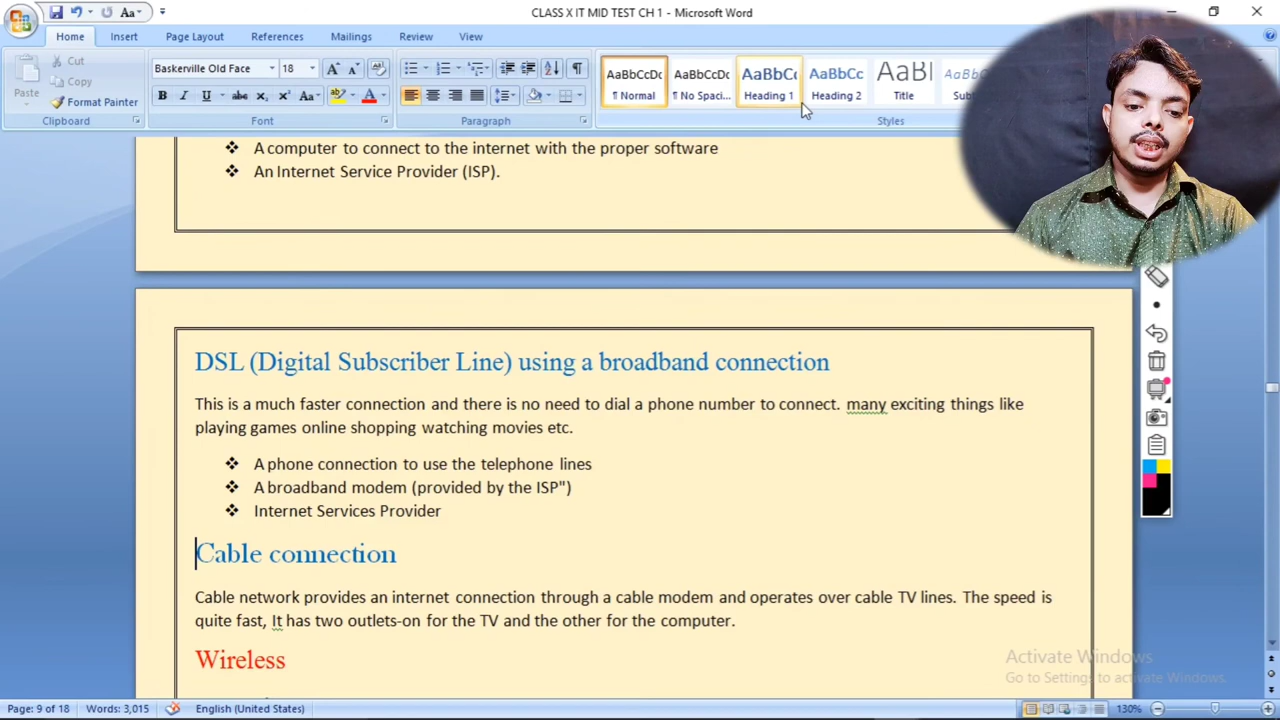 CLASS X IT MID TEST CH 1 - Microsoft Word
Home Insert Page Layout References Mailings Review View
Paste
Cut
Copy
Format Painter
Clipboard
Baskerville Old Face 18
Font
Paragraph
AaBbCcDc AaBbCcDc AaBbCc AaBbCc AaBl
¶ Normal ¶ No Spaci... Heading 1 Heading 2 Title
Styles
❖ A computer to connect to the internet with the proper software
❖ An Internet Service Provider (ISP).
DSL (Digital Subscriber Line) using a broadband connection
This is a much faster connection and there is no need to dial a phone number to connect. many exciting things like
playing games online shopping watching movies etc.
❖ A phone connection to use the telephone lines
❖ A broadband modem (provided by the ISP")
❖ Internet Services Provider
Cable connection
Cable network provides an internet connection through a cable modem and operates over cable TV lines. The speed is
quite fast, It has two outlets-on for the TV and the other for the computer.
Wireless
Activate Windows
Go to Settings to activate Windows.
Page: 9 of 18 Words: 3,015 English (United States) 130%